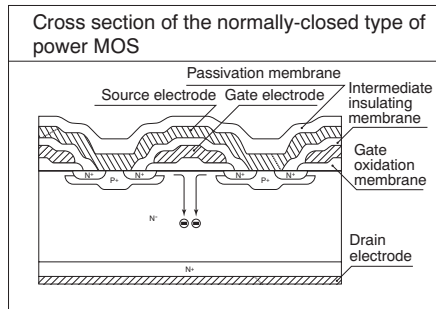 Cross section of the normally-closed type of
power MOS
Passivation membrane
Source electrode
Gate electrode
Intermediate
insulating
membrane
Gate
oxidation
membrane
N+
N+
N+
N+
P+
P+
N-
Drain
electrode
N+